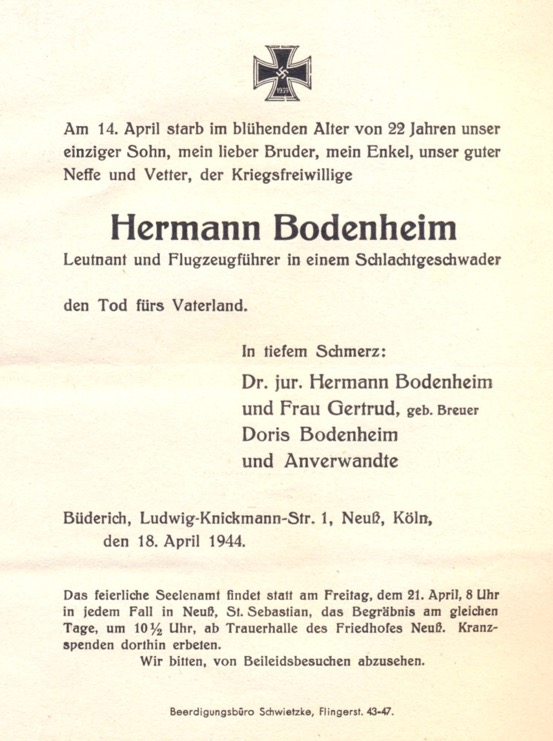 1939
Am 14. April starb im blühenden Alter von 22 Jahren unser
einziger Sohn, mein lieber Bruder, mein Enkel, unser guter
Neffe und Vetter, der Kriegsfreiwillige
Hermann Bodenheim
Leutnant und Flugzeugführer in einem Schlachtgeschwader
den Tod fürs Vaterland.
In tiefem Schmerz:
Dr. jur. Hermann Bodenheim
und Frau Gertrud, geb. Breuer
Doris Bodenheim
und Anverwandte
Büderich, Ludwig-Knickmann-Str. 1, Neuß, Köln,
den 18. April 1944.
Das feierliche Seelenamt findet statt am Freitag, dem 21. April, 8 Uhr
in jedem Fall in Neuß, St. Sebastian, das Begräbnis am gleichen
Tage, um 10½ Uhr, ab Trauerhalle des Friedhofes Neuß. Kranz-
spenden dorthin erbeten.
Wir bitten, von Beileidsbesuchen abzusehen.
Beerdigungsbüro Schwietzke, Flingerst. 43-47.